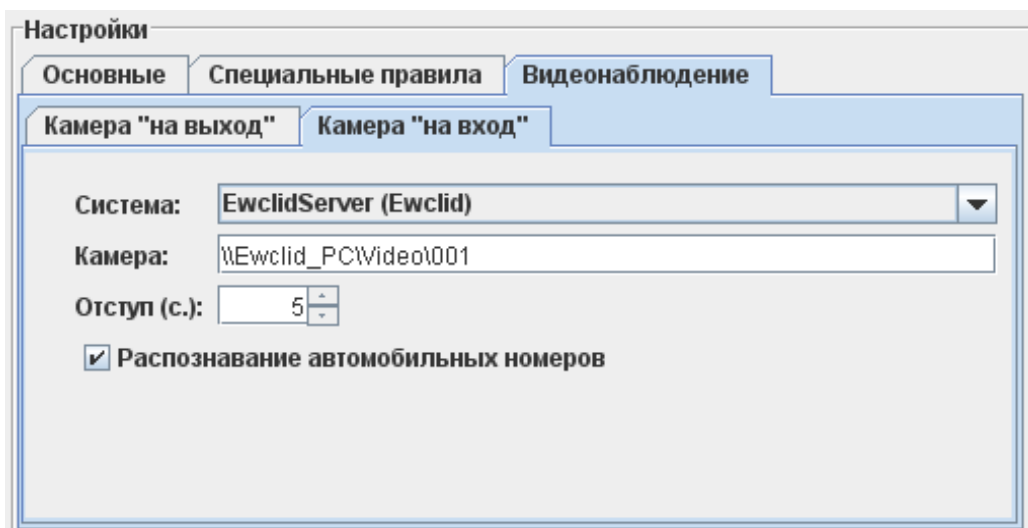 Настройки
Основные Специальные правила Видеонаблюдение
Камера "на выход" Камера "на вход"
Система: EwclidServer (Ewclid)
Камера: \\Ewclid_PC\Video\001
Отступ (с.): 5
Распознавание автомобильных номеров